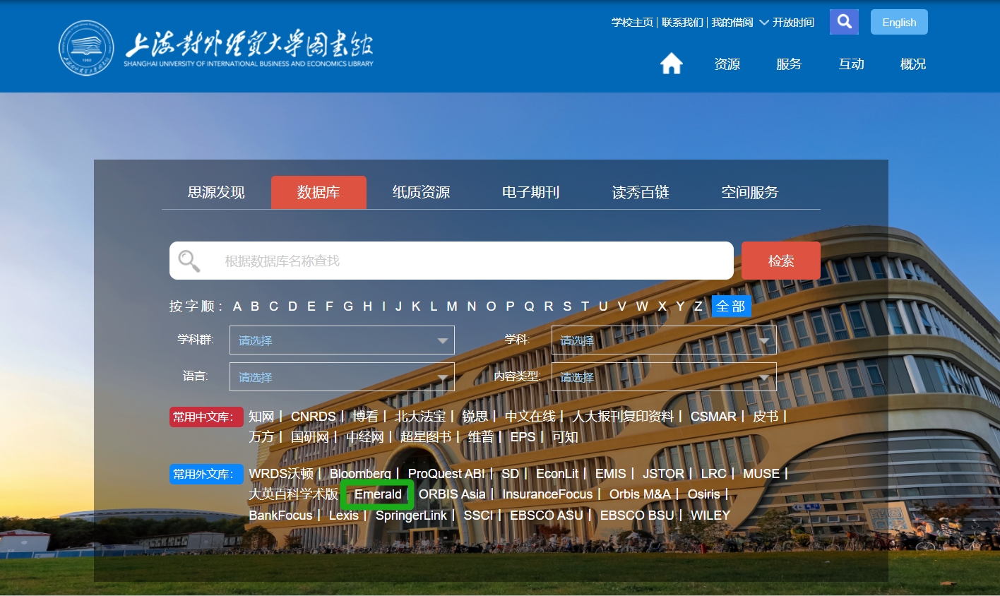 学校主页 | 联系我们 | 我的借阅 开放时间 English
上海对外经贸大学图書馆
SHANGHAI UNIVERSITY OF INTERNATIONAL BUSINESS AND ECONOMICS LIBRARY
资源 服务 互动 概况
思源发现 数据库 纸质资源 电子期刊 读秀百链 空间服务
根据数据库名称查找 检索
按字顺: A B C D E F G H I J K L M N O P Q R S T U V W X Y Z 全部
学科群: 请选择 学科: 请选择
语言: 请选择 内容类型: 请选择
常用中文库: 知网 | CNRDS | 博看 | 北大法宝 | 锐思 | 中文在线 | 人大报刊复印资料 | CSMAR | 皮书 |
万方 | 国研网 | 中经网 | 超星图书 | 维普 | EPS | 可知
常用外文库: WRDS沃顿 | Bloomberg | ProQuest ABI | SD | EconLit | EMIS | JSTOR | LRC | MUSE |
大英百科学术版 Emerald | ORBIS Asia | InsuranceFocus | Orbis M&A | Osiris |
BankFocus | Lexis | SpringerLink | SSCI | EBSCO ASU | EBSCO BSU | WILEY